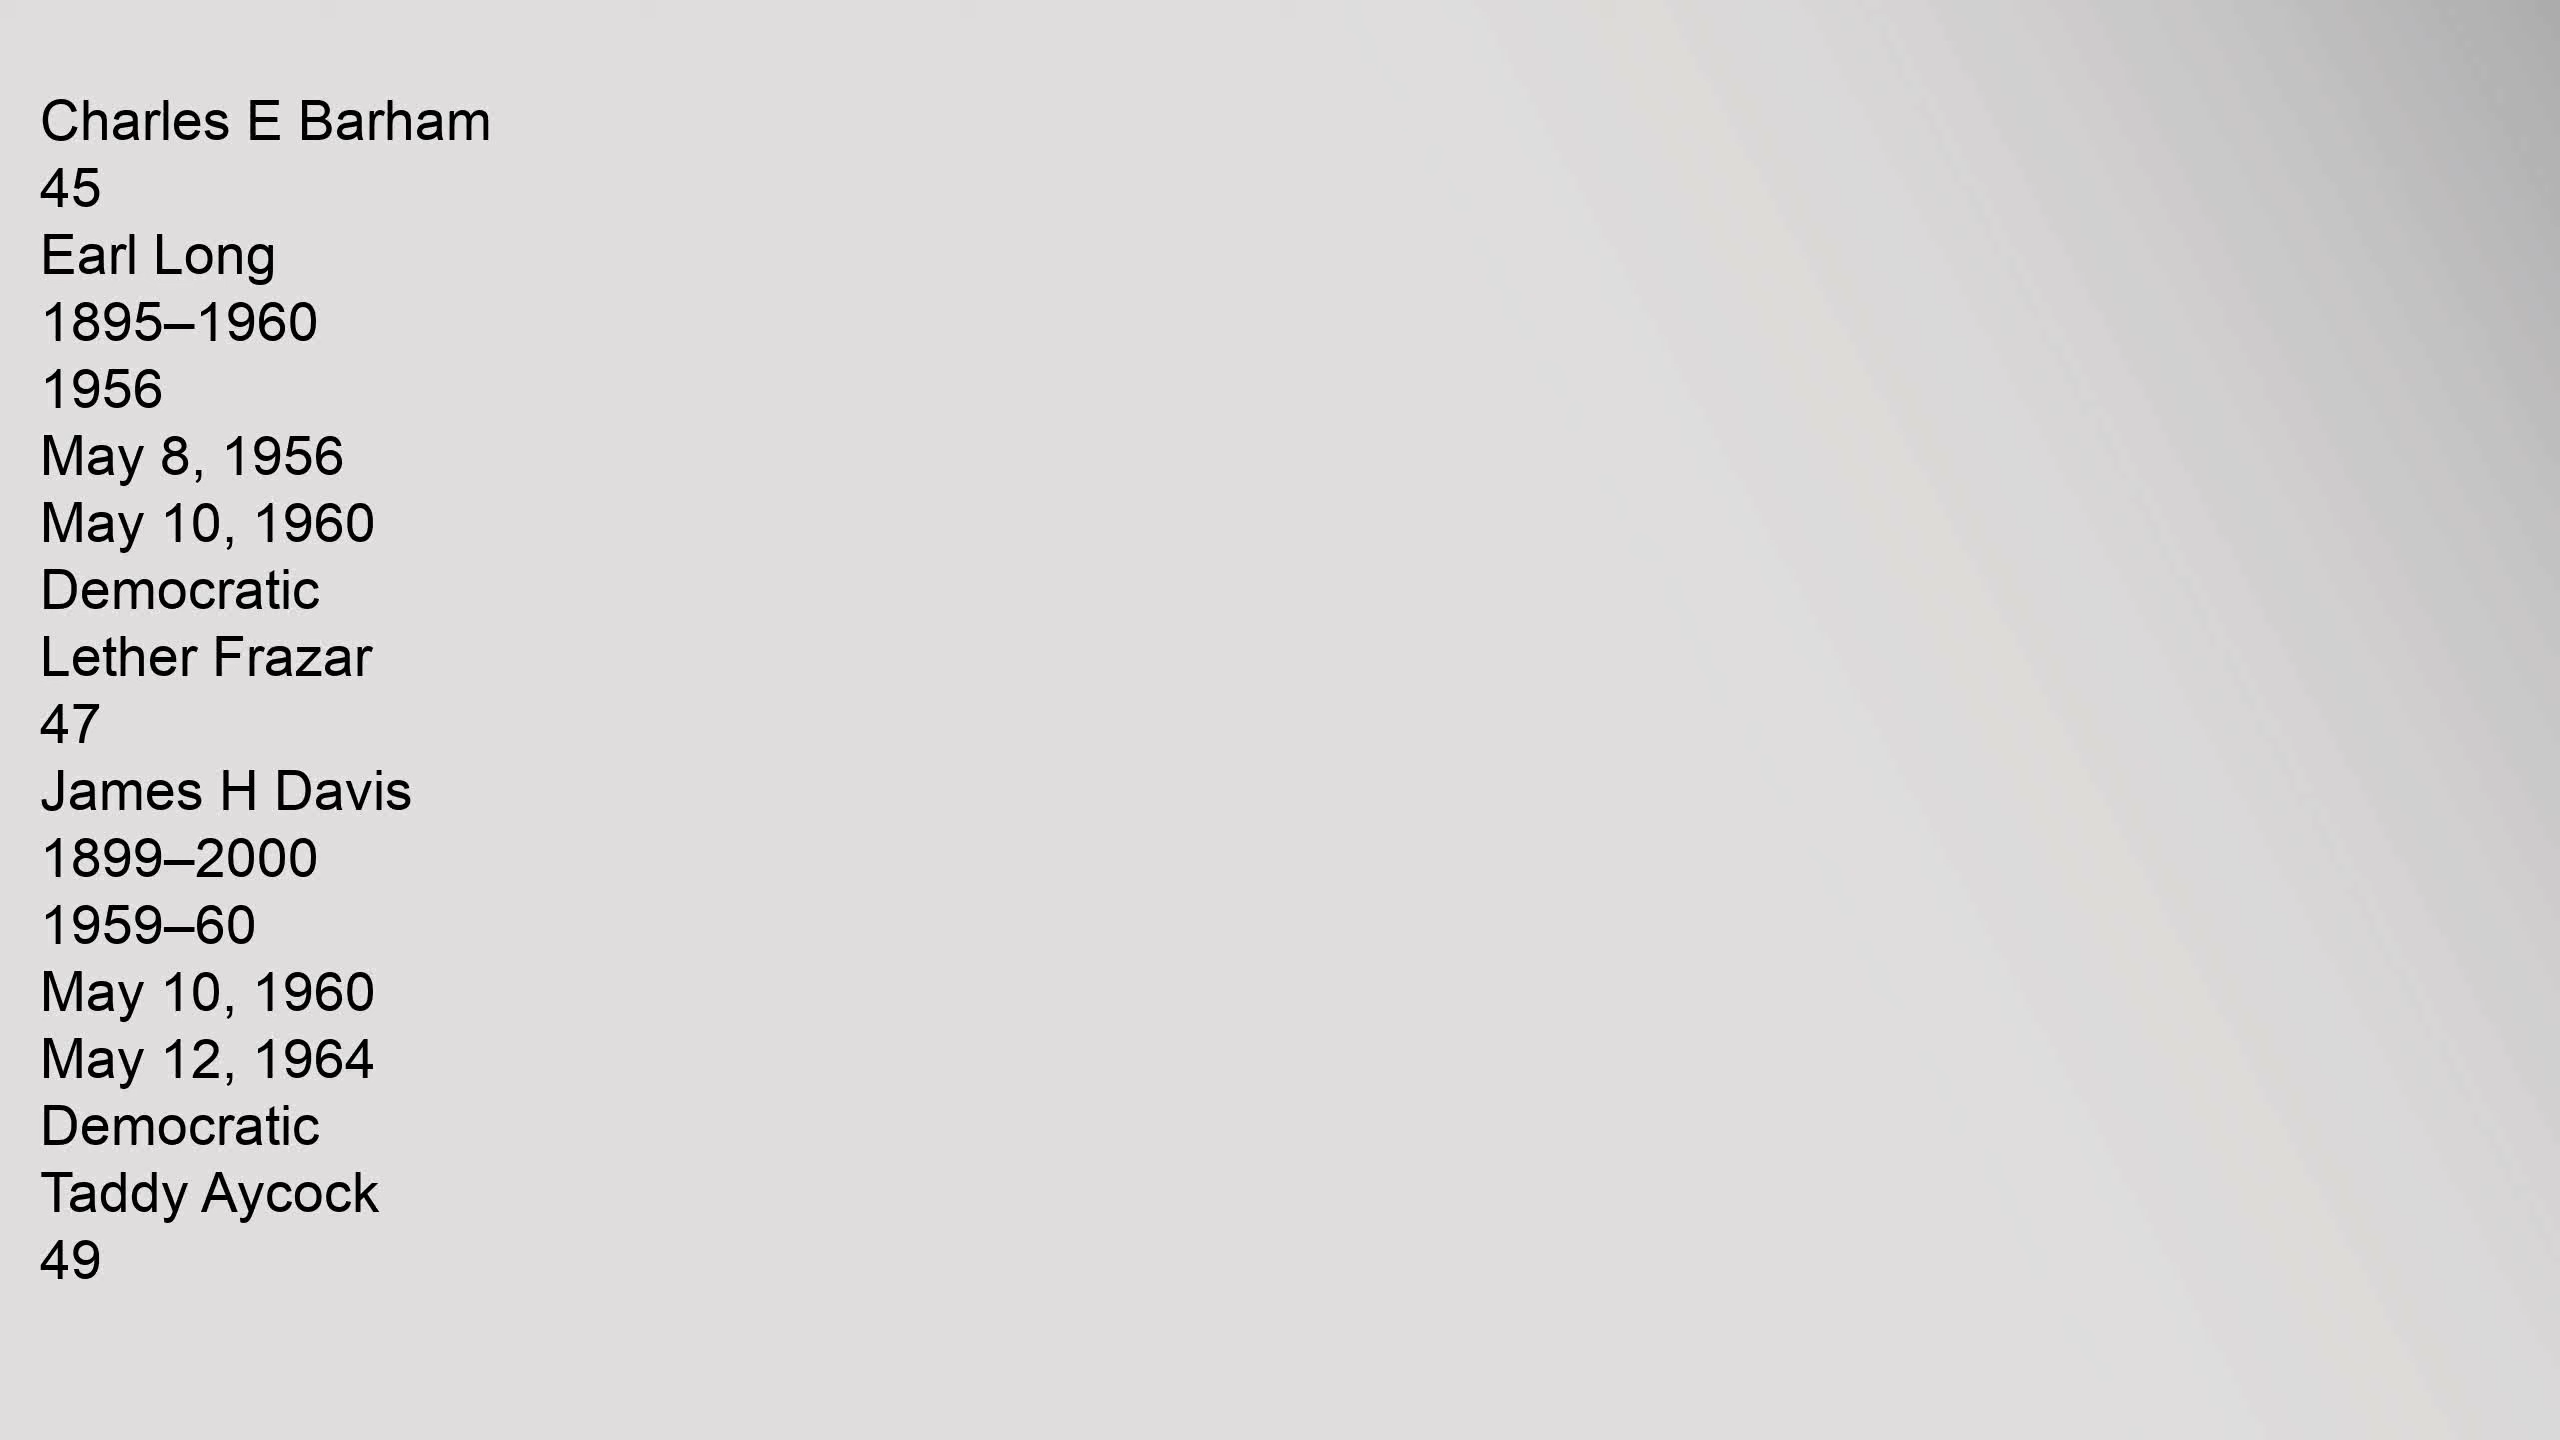 Charles E Barham
45
Earl Long
1895–1960
1956
May 8, 1956
May 10, 1960
Democratic
Lether Frazar
47
James H Davis
1899–2000
1959–60
May 10, 1960
May 12, 1964
Democratic
Taddy Aycock
49